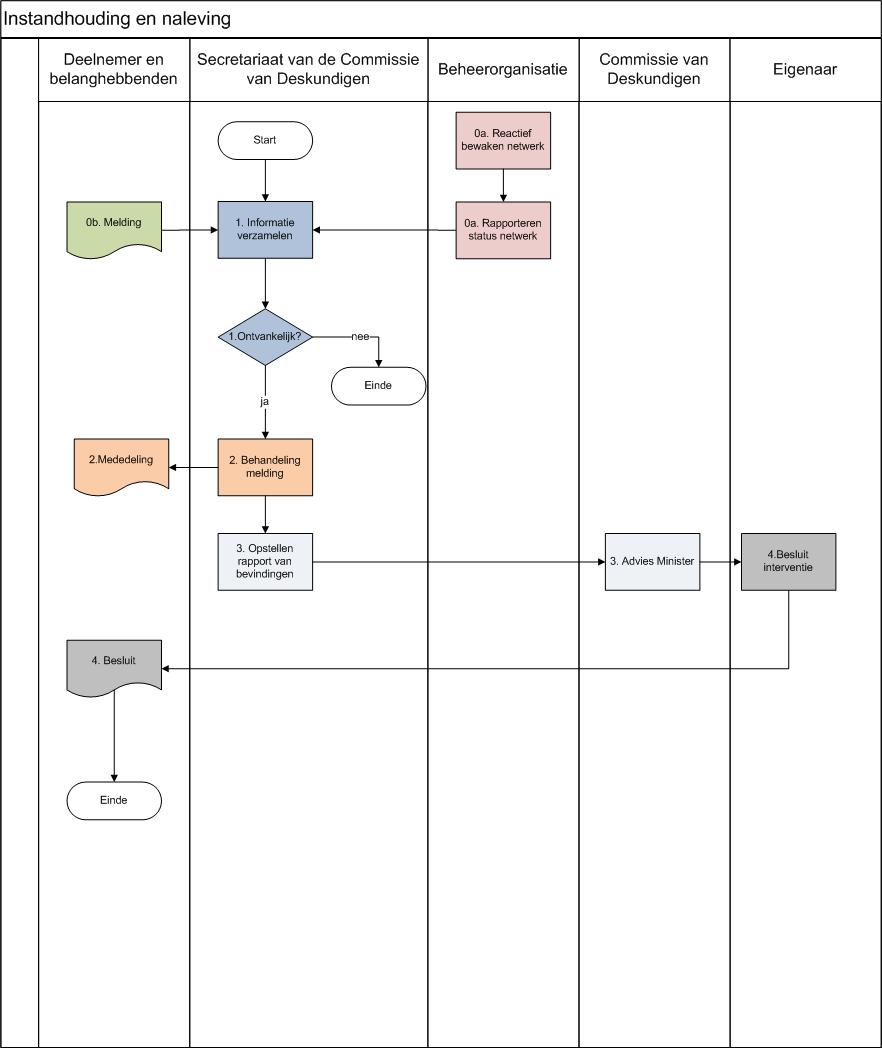 Instandhouding en naleving
Deelnemer en
belanghebbenden
Secretariaat van de Commissie
van Deskundigen
Beheerorganisatie
Commissie van
Deskundigen
Eigenaar
Start
0a. Reactief
bewaken netwerk
0b. Melding
1. Informatie
verzamelen
0a. Rapporteren
status netwerk
1.Ontvankelijk?
nee
Einde
ja
2.Mededeling
2. Behandeling
melding
3. Opstellen
rapport van
bevindingen
3. Advies Minister
4.Besluit
interventie
4. Besluit
Einde